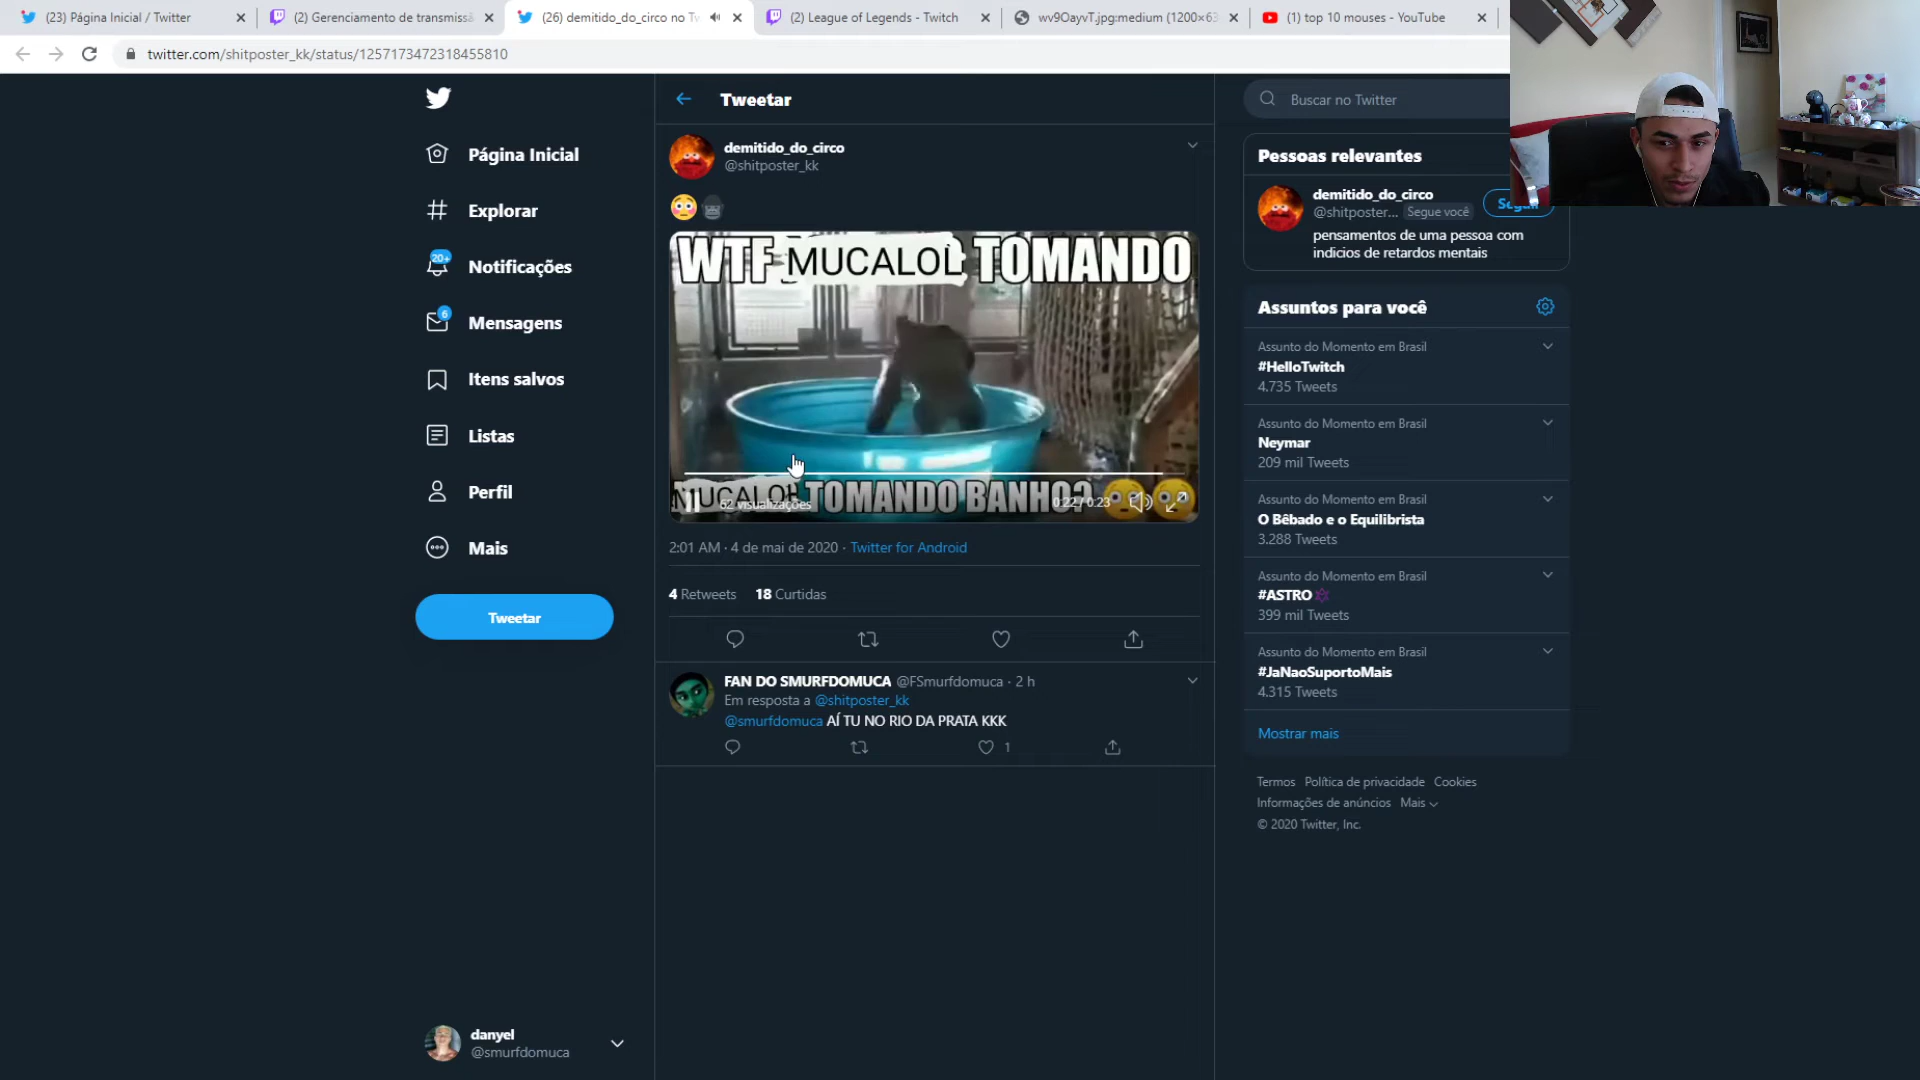 (23) Página Inicial / Twitter
(2) Gerenciamento de transmissã
(26) demitido_do_circo no Tw
(2) League of Legends - Twitch
wv9OayvT.jpg:medium (1200×63
(1) top 10 mouses - YouTube
twitter.com/shitposter_kk/status/1257173472318455810
Página Inicial
Explorar
20+
Notificações
6
Mensagens
Itens salvos
Listas
Perfil
Mais
Tweetar
danyel
@smurfdomuca
Tweetar
demitido_do_circo
@shitposter_kk
WTF MUCALOL TOMANDO
MUCALOL TOMANDO BANHO?
62 visualizações
0:22 / 0:23
2:01 AM · 4 de mai de 2020 · Twitter for Android
4 Retweets 18 Curtidas
FAN DO SMURFDOMUCA @FSmurfdomuca · 2 h
Em resposta a @shitposter_kk
@smurfdomuca AÍ TU NO RIO DA PRATA KKK
1
Buscar no Twitter
Pessoas relevantes
demitido_do_circo
@shitposter... Segue você
Seguir
pensamentos de uma pessoa com
indicios de retardos mentais
Assuntos para você
Assunto do Momento em Brasil
#HelloTwitch
4.735 Tweets
Assunto do Momento em Brasil
Neymar
209 mil Tweets
Assunto do Momento em Brasil
O Bêbado e o Equilibrista
3.288 Tweets
Assunto do Momento em Brasil
#ASTRO
399 mil Tweets
Assunto do Momento em Brasil
#JaNaoSuportoMais
4.315 Tweets
Mostrar mais
Termos Política de privacidade Cookies
Informações de anúncios Mais
© 2020 Twitter, Inc.